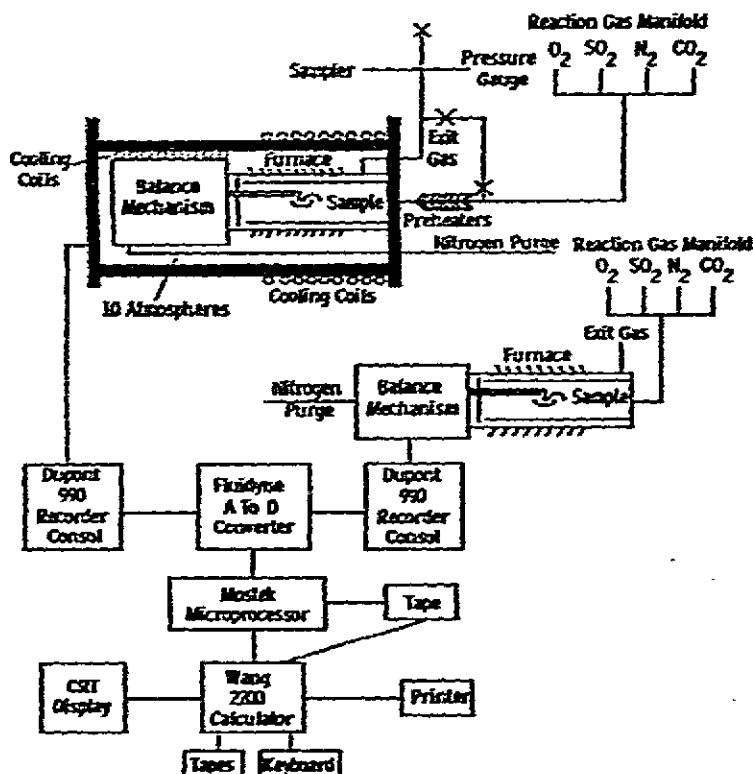 Reaction Gas Manifold
O2 SO2 N2 CO2
Sampler
Pressure
Gauge
Exit
Gas
Cooling
Coils
Furnace
Balance
Mechanism
Sample
Preheaters
Nitrogen Purge
Reaction Gas Manifold
O2 SO2 N2 CO2
10 Atmospheres
Cooling Coils
Exit Gas
Furnace
Nitrogen
Purge
Balance
Mechanism
Sample
Dupont
990
Recorder
Consol
Fluidyne
A To D
Converter
Dupont
990
Recorder
Consol
Mostek
Microprocessor
Tape
CRT
Display
Wang
2200
Calculator
Printer
Tapes
Keyboard